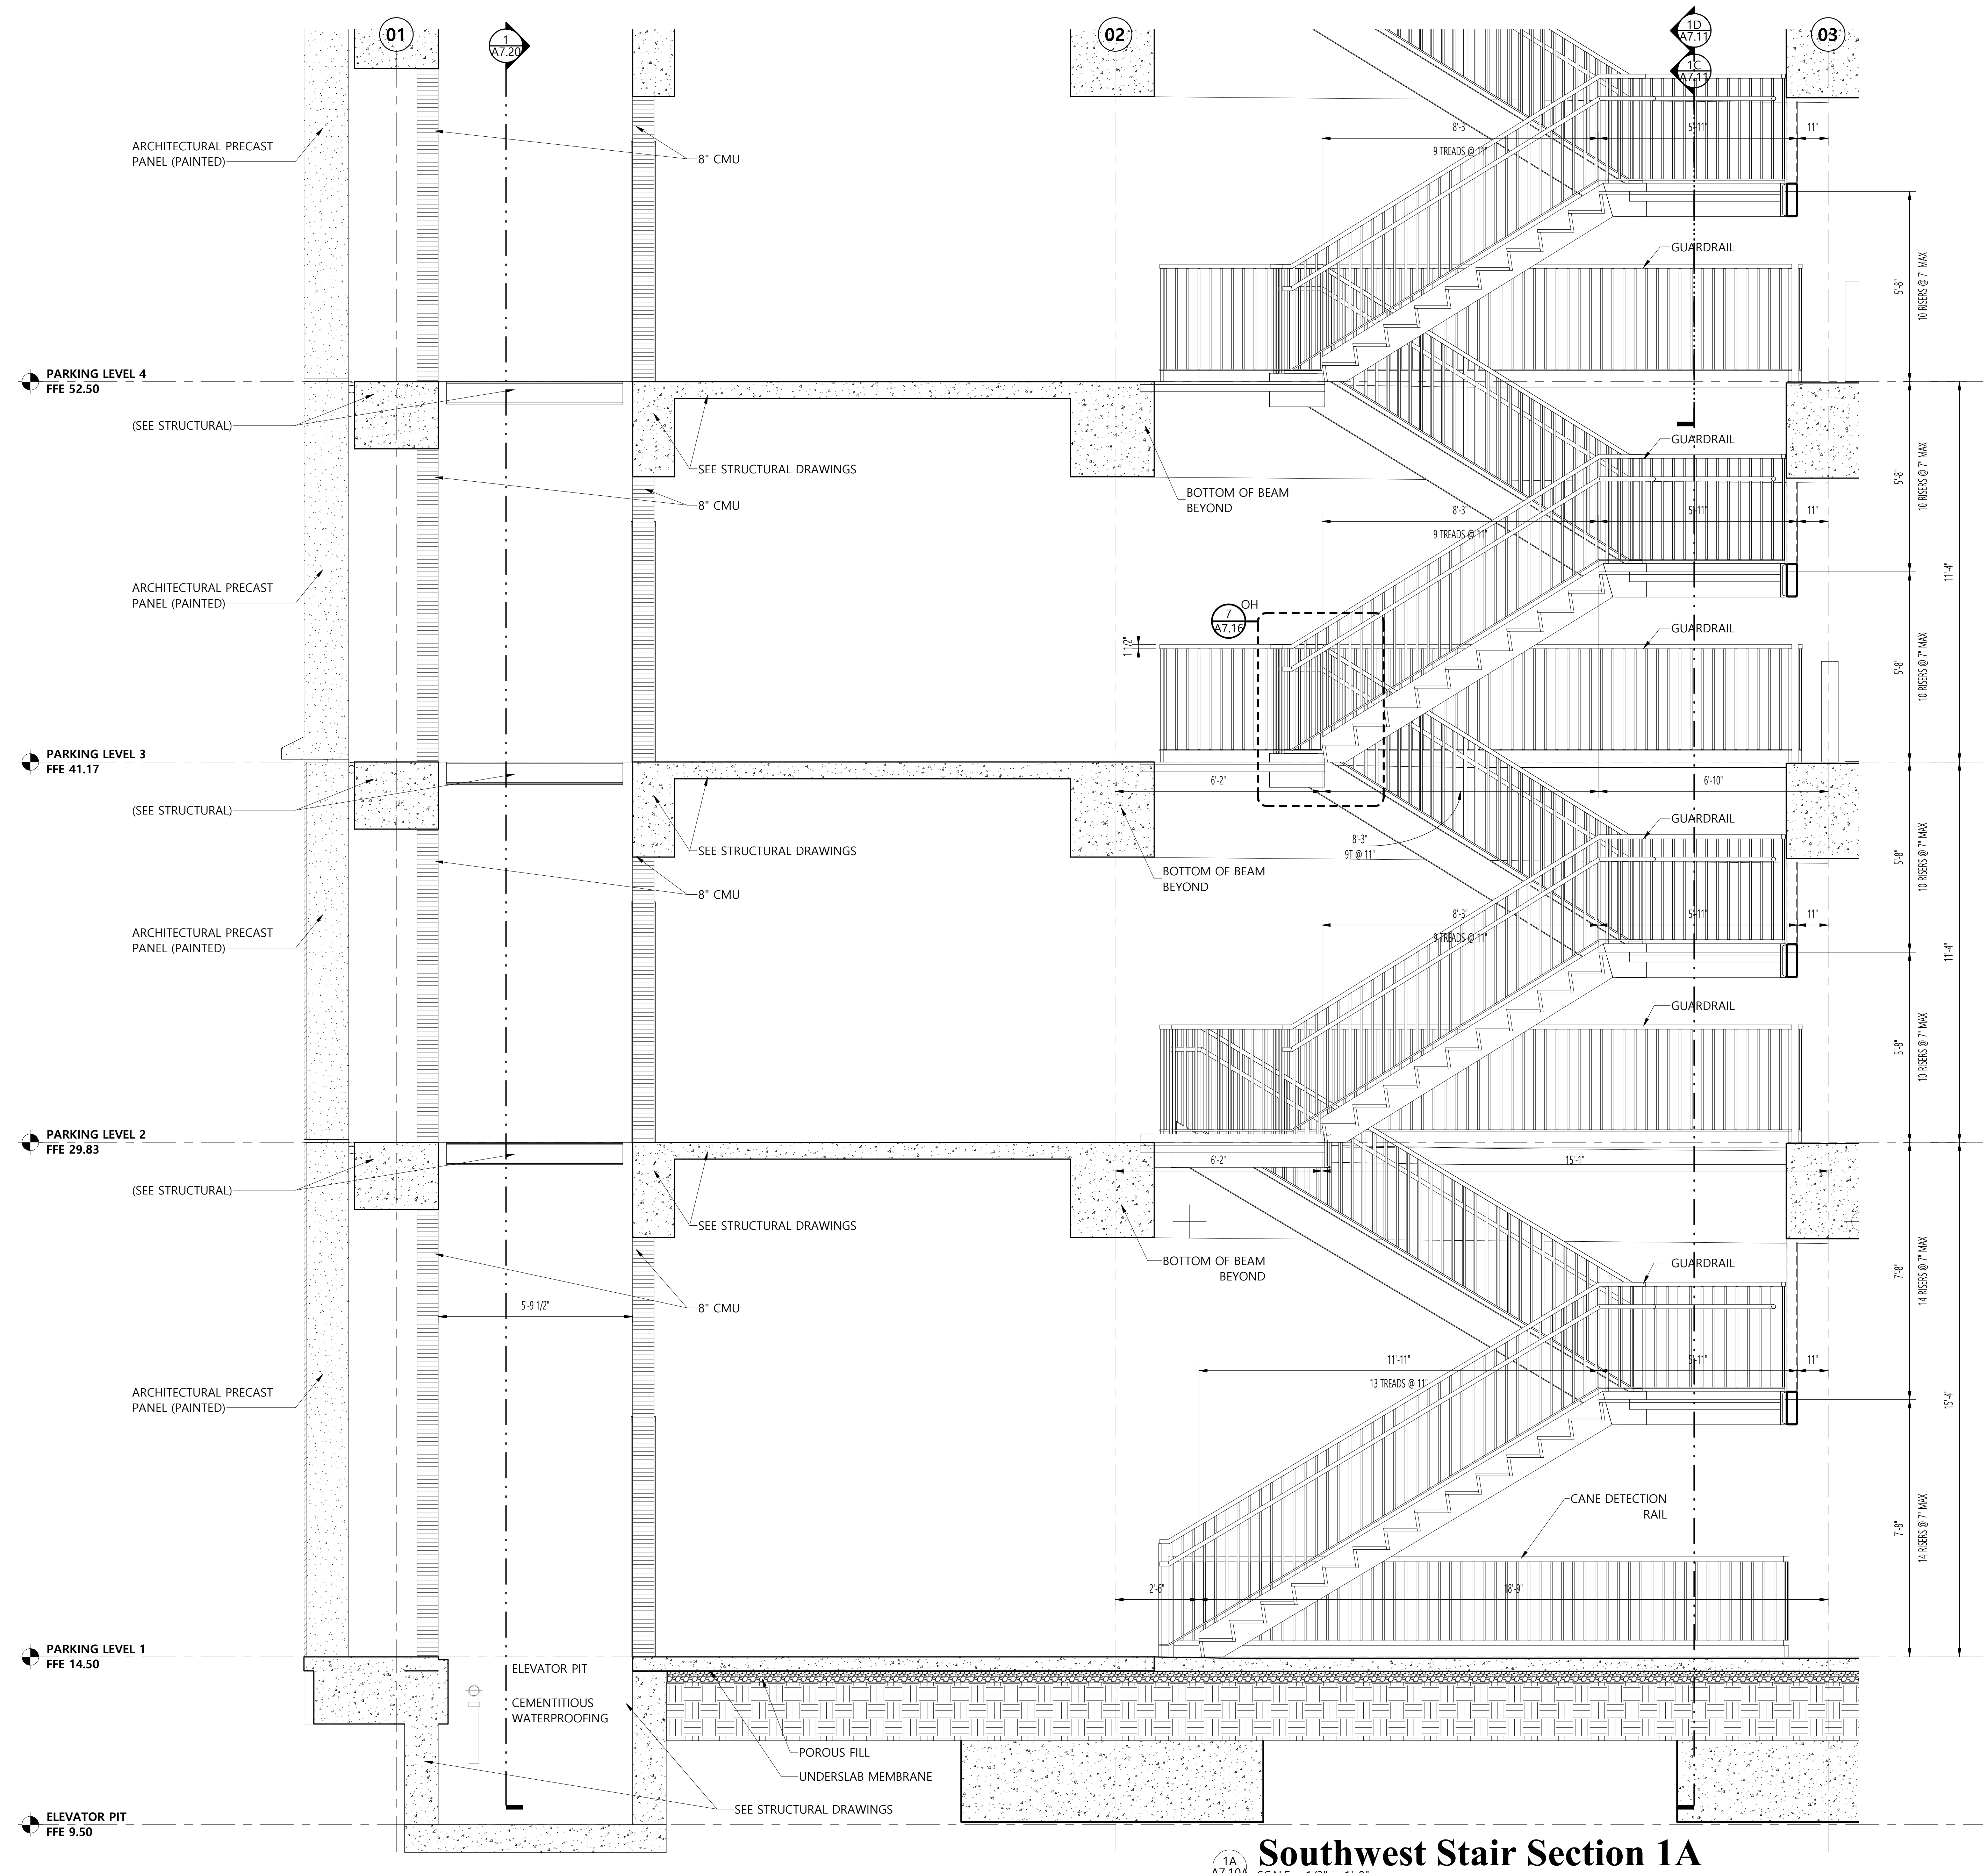 01
1
A7.20
02
1D
A7.11
1C
A7.11
03
ARCHITECTURAL PRECAST
PANEL (PAINTED)
8" CMU
8'-3"
9 TREADS @ 11"
5'-11"
11"
GUARDRAIL
5'-8"
10 RISERS @ 7" MAX
PARKING LEVEL 4
FFE 52.50
(SEE STRUCTURAL)
SEE STRUCTURAL DRAWINGS
8" CMU
BOTTOM OF BEAM
BEYOND
GUARDRAIL
8'-3"
9 TREADS @ 11"
5'-11"
11"
5'-8"
10 RISERS @ 7" MAX
11'-4"
ARCHITECTURAL PRECAST
PANEL (PAINTED)
7
A7.16
OH
1 1/2"
GUARDRAIL
5'-8"
10 RISERS @ 7" MAX
PARKING LEVEL 3
FFE 41.17
(SEE STRUCTURAL)
6'-2"
6'-10"
8'-3"
9T @ 11"
SEE STRUCTURAL DRAWINGS
8" CMU
BOTTOM OF BEAM
BEYOND
GUARDRAIL
5'-8"
10 RISERS @ 7" MAX
ARCHITECTURAL PRECAST
PANEL (PAINTED)
8'-3"
9 TREADS @ 11"
5'-11"
11"
11'-4"
GUARDRAIL
5'-8"
10 RISERS @ 7" MAX
PARKING LEVEL 2
FFE 29.83
(SEE STRUCTURAL)
6'-2"
15'-1"
SEE STRUCTURAL DRAWINGS
BOTTOM OF BEAM
BEYOND
GUARDRAIL
7'-8"
14 RISERS @ 7" MAX
5'-9 1/2"
8" CMU
ARCHITECTURAL PRECAST
PANEL (PAINTED)
11'-11"
13 TREADS @ 11"
5'-11"
11"
15'-4"
CANE DETECTION
RAIL
7'-8"
14 RISERS @ 7" MAX
2'-6"
18'-9"
PARKING LEVEL 1
FFE 14.50
ELEVATOR PIT
CEMENTITIOUS
WATERPROOFING
POROUS FILL
UNDERSLAB MEMBRANE
SEE STRUCTURAL DRAWINGS
ELEVATOR PIT
FFE 9.50
1A
A7.10A
Southwest Stair Section 1A